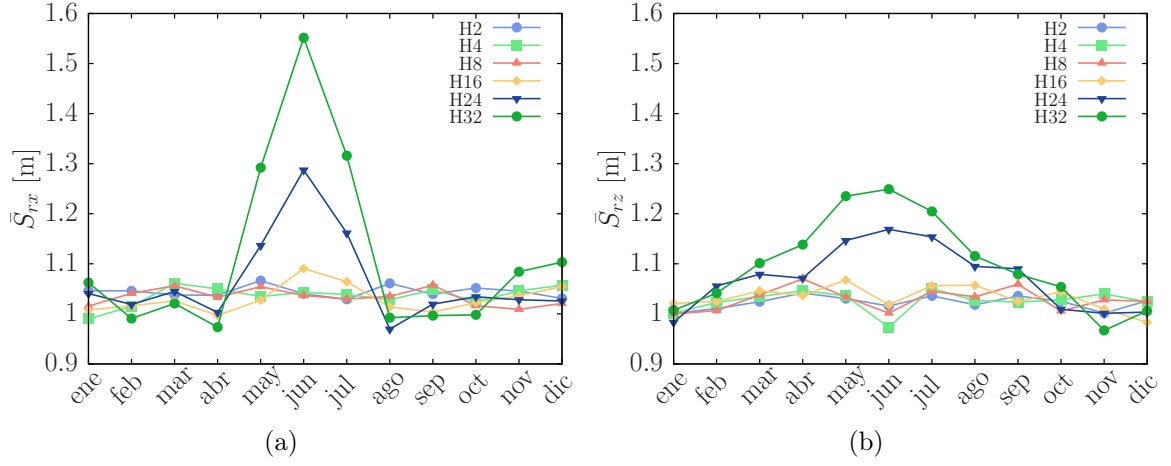 1.6
1.5
1.4
1.3
1.2
1.1
1
0.9
S̄rx [m]
H2
H4
H8
H16
H24
H32
ene feb mar abr may jun jul ago sep oct nov dic
(a)
1.6
1.5
1.4
1.3
1.2
1.1
1
0.9
S̄rz [m]
H2
H4
H8
H16
H24
H32
ene feb mar abr may jun jul ago sep oct nov dic
(b)